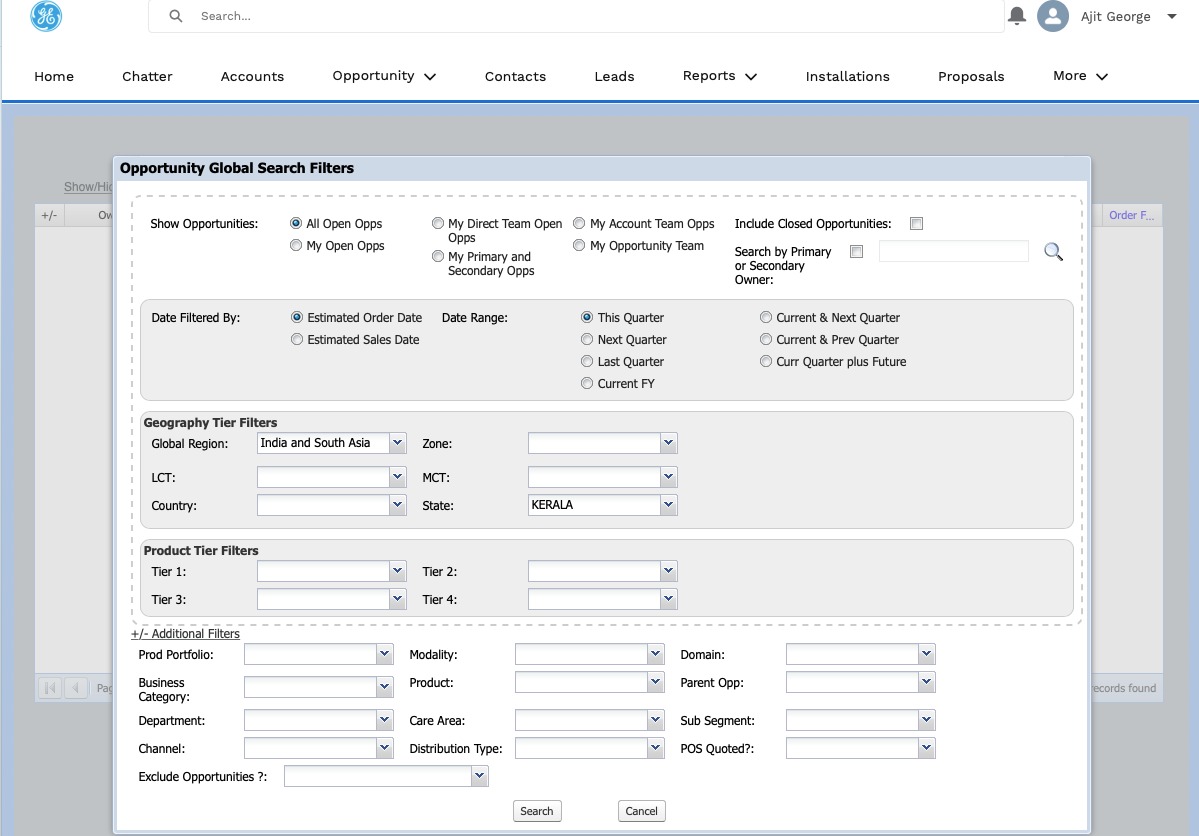 Search...
Ajit George
Home Chatter Accounts Opportunity Contacts Leads Reports Installations Proposals More
Opportunity Global Search Filters
Show/Hid
+/- Ow Order F...
Show Opportunities: All Open Opps My Direct Team Open Opps My Account Team Opps Include Closed Opportunities:
My Open Opps My Primary and Secondary Opps My Opportunity Team Search by Primary or Secondary Owner:
Date Filtered By: Estimated Order Date Date Range: This Quarter Current & Next Quarter
Estimated Sales Date Next Quarter Current & Prev Quarter
Last Quarter Curr Quarter plus Future
Current FY
Geography Tier Filters
Global Region: India and South Asia Zone:
LCT: MCT:
Country: State: KERALA
Product Tier Filters
Tier 1: Tier 2:
Tier 3: Tier 4:
+/- Additional Filters
Prod Portfolio: Modality: Domain:
Business Category: Product: Parent Opp:
Pag ecords found
Department: Care Area: Sub Segment:
Channel: Distribution Type: POS Quoted?:
Exclude Opportunities ?:
Search Cancel